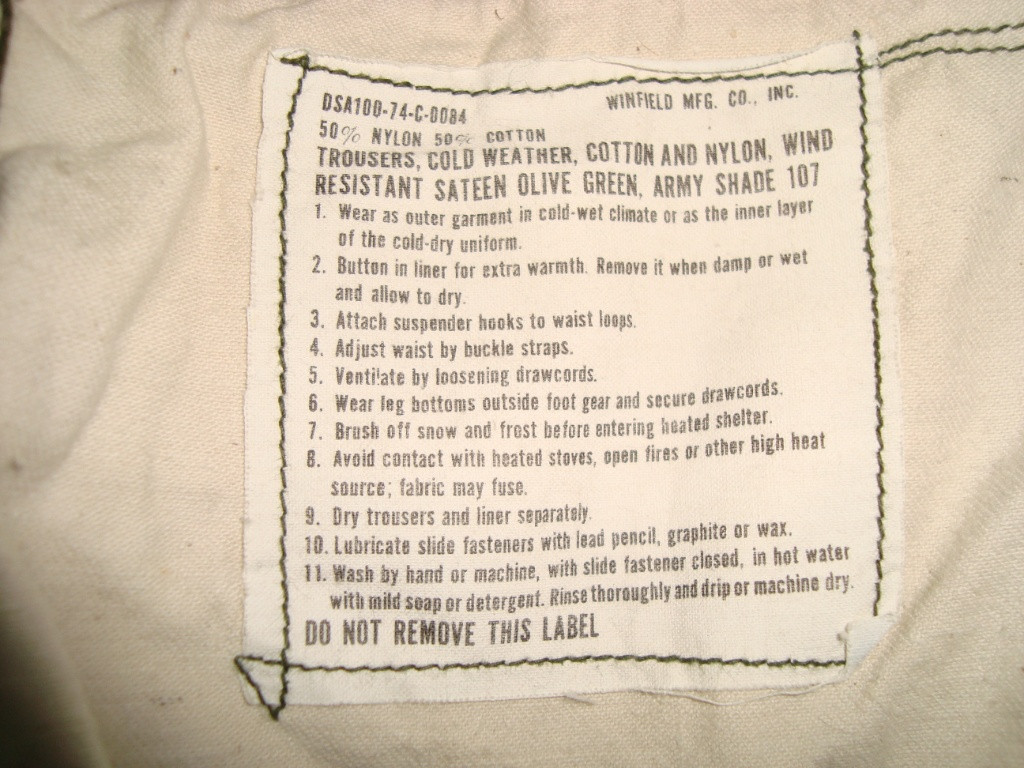 DSA100-74-C-0084 WINFIELD MFG. CO., INC.
50% NYLON 50% COTTON
TROUSERS, COLD WEATHER, COTTON AND NYLON, WIND
RESISTANT SATEEN OLIVE GREEN, ARMY SHADE 107
1. Wear as outer garment in cold-wet climate or as the inner layer
of the cold-dry uniform.
2. Button in liner for extra warmth. Remove it when damp or wet
and allow to dry.
3. Attach suspender hooks to waist loops.
4. Adjust waist by buckle straps.
5. Ventilate by loosening drawcords.
6. Wear leg bottoms outside foot gear and secure drawcords.
7. Brush off snow and frost before entering heated shelter.
8. Avoid contact with heated stoves, open fires or other high heat
source; fabric may fuse.
9. Dry trousers and liner separately.
10. Lubricate slide fasteners with lead pencil, graphite or wax.
11. Wash by hand or machine, with slide fastener closed, in hot water
with mild soap or detergent. Rinse thoroughly and drip or machine dry.
DO NOT REMOVE THIS LABEL